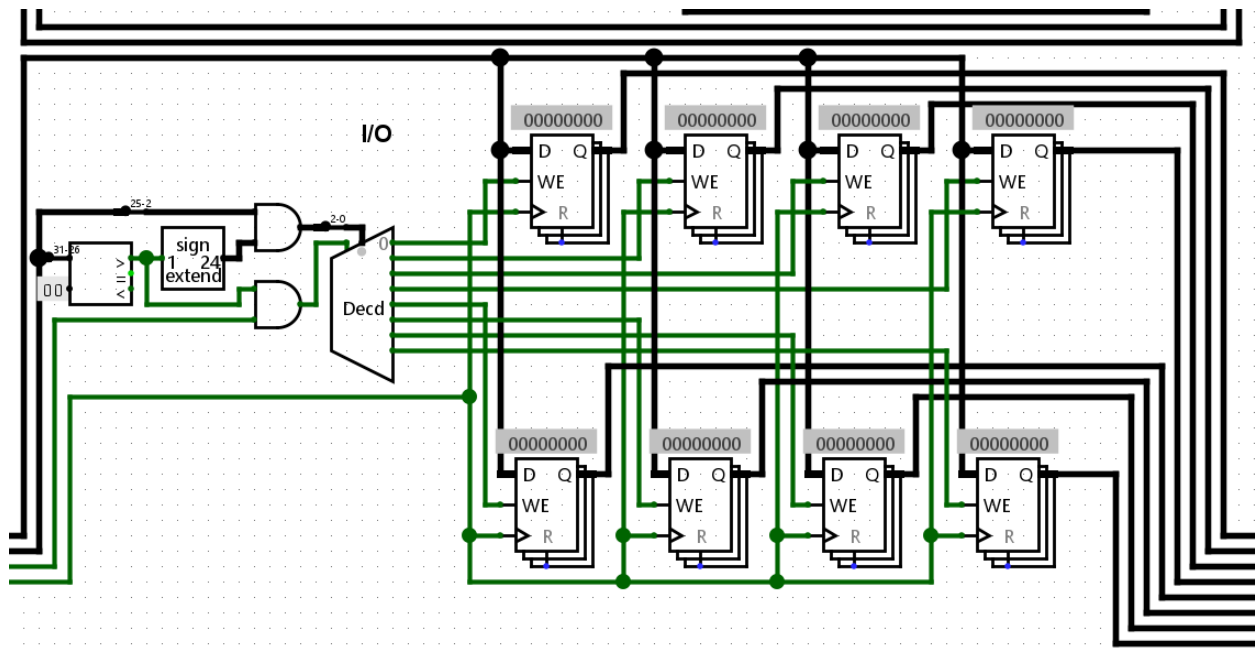 I/O
00000000 00000000 00000000 00000000
D Q D Q D Q D Q
WE WE WE WE
R R R R
25-2
2-0
31-26
sign
1 24
extend
>
=
<
00
0
Decd
00000000 00000000 00000000 00000000
D Q D Q D Q D Q
WE WE WE WE
R R R R